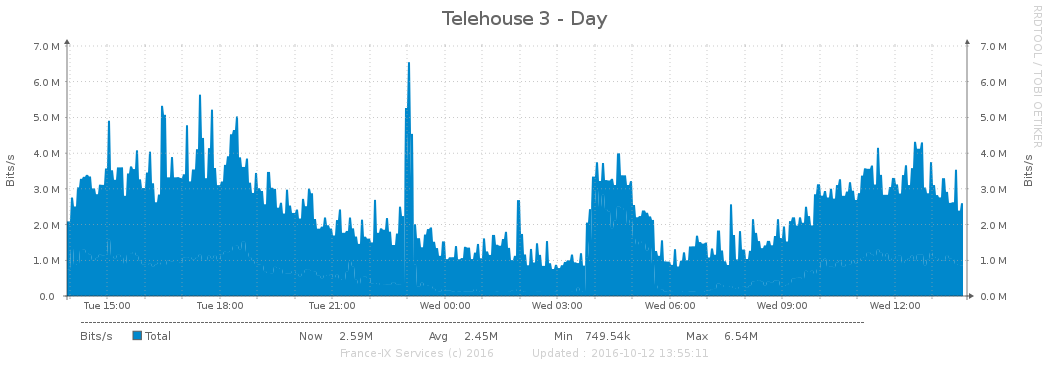 Telehouse 3 - Day
RRDTOOL / TOBI OETIKER
Bits/s
7.0 M
6.0 M
5.0 M
4.0 M
3.0 M
2.0 M
1.0 M
0.0
7.0 M
6.0 M
5.0 M
4.0 M
3.0 M
2.0 M
1.0 M
0.0 M
Bits/s
Tue 15:00 Tue 18:00 Tue 21:00 Wed 00:00 Wed 03:00 Wed 06:00 Wed 09:00 Wed 12:00
Bits/s Total Now 2.59M Avg 2.45M Min 749.54k Max 6.54M
France-IX Services (c) 2016 Updated : 2016-10-12 13:55:11